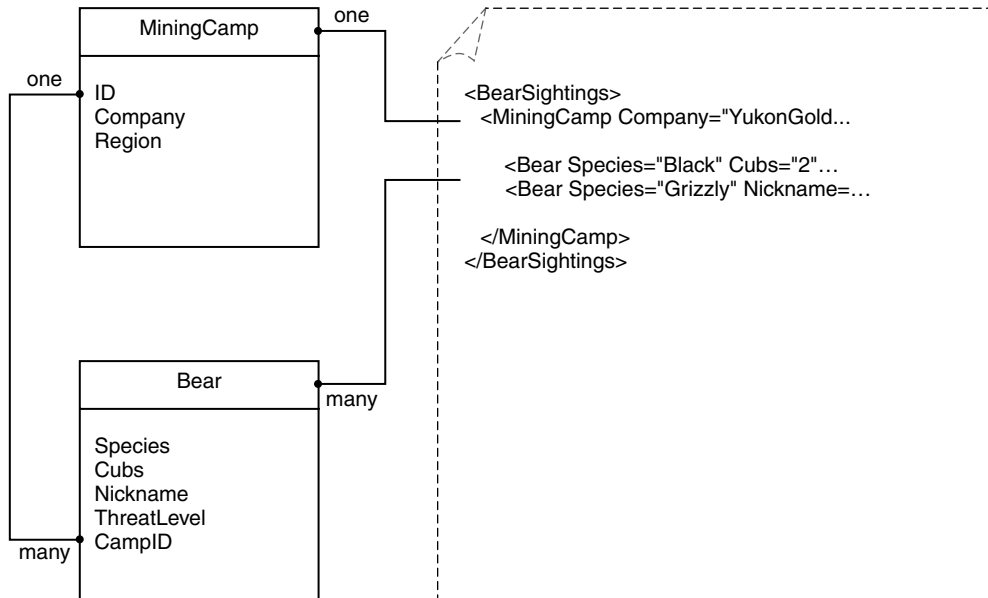 MiningCamp
one
one
ID
Company
Region
<BearSightings>
<MiningCamp Company="YukonGold...
<Bear Species="Black" Cubs="2"...
<Bear Species="Grizzly" Nickname=...
</MiningCamp>
</BearSightings>
Bear
many
Species
Cubs
Nickname
ThreatLevel
CampID
many